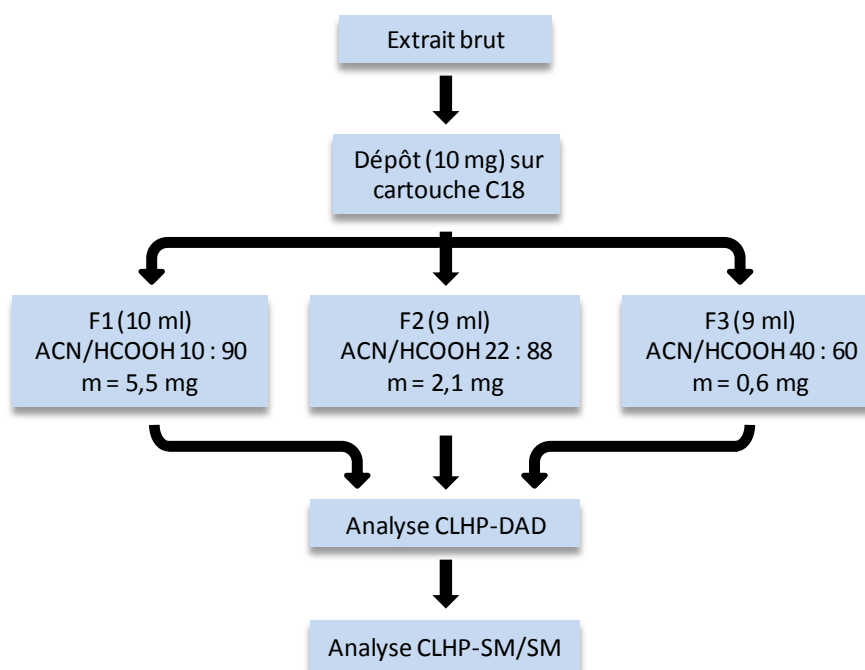 Extrait brut
Dépôt (10 mg) sur
cartouche C18
F1 (10 ml)
ACN/HCOOH 10 : 90
m = 5,5 mg
F2 (9 ml)
ACN/HCOOH 22 : 88
m = 2,1 mg
F3 (9 ml)
ACN/HCOOH 40 : 60
m = 0,6 mg
Analyse CLHP-DAD
Analyse CLHP-SM/SM